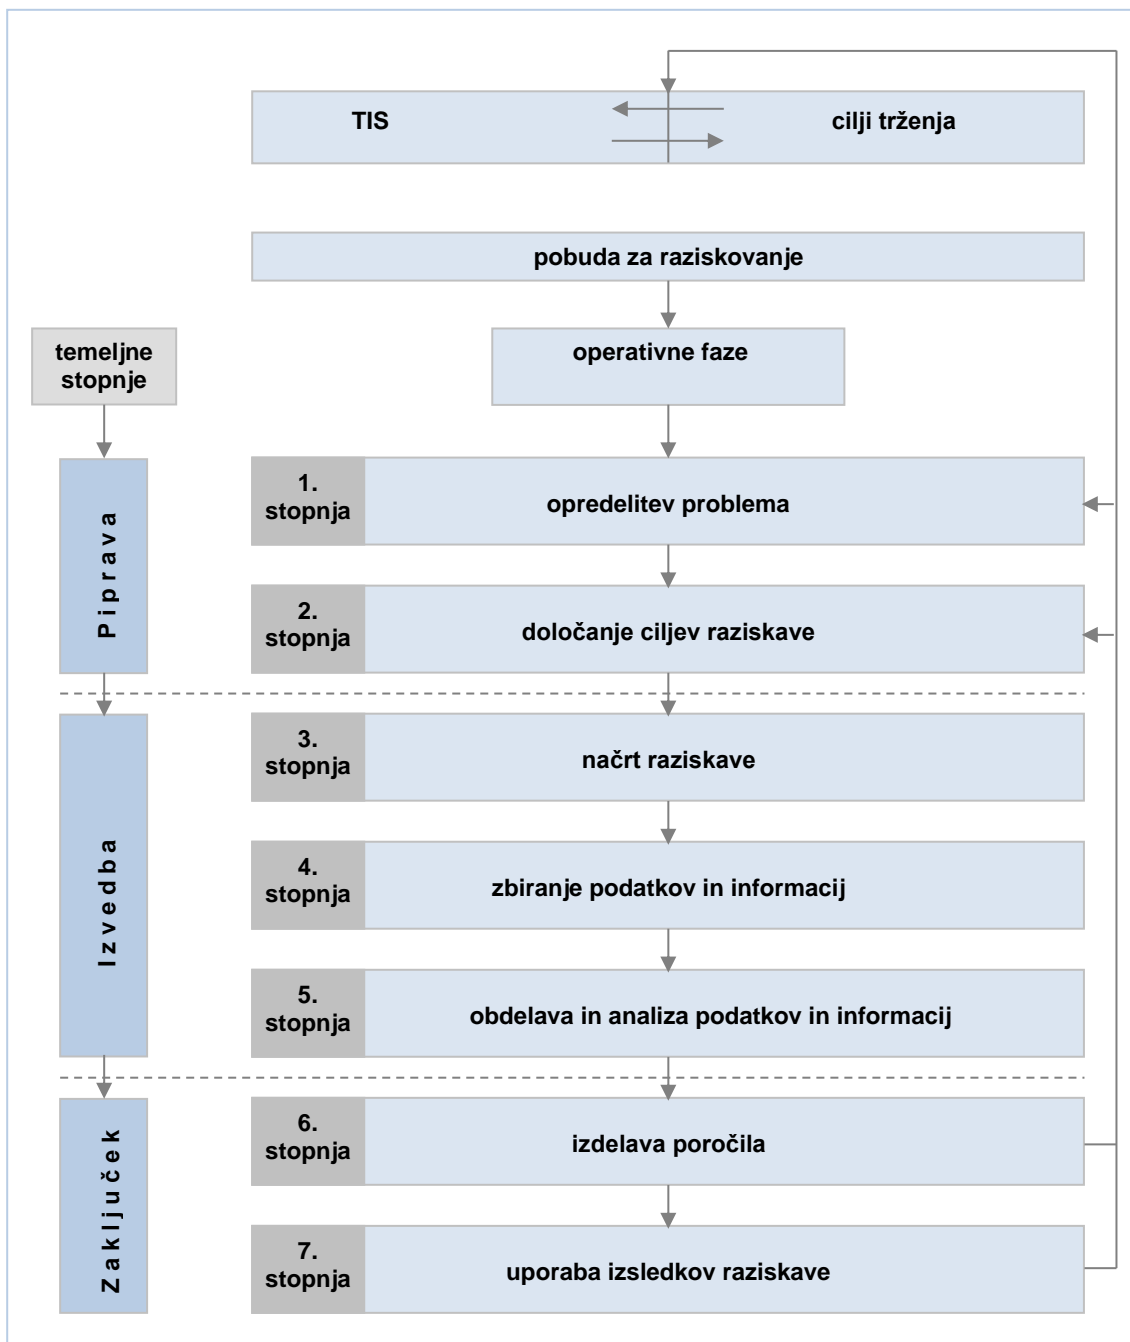 TIS
cilji trženja
pobuda za raziskovanje
temeljne
stopnje
operativne faze
Piprava
1.
stopnja
opredelitev problema
2.
stopnja
določanje ciljev raziskave
Izvedba
3.
stopnja
načrt raziskave
4.
stopnja
zbiranje podatkov in informacij
5.
stopnja
obdelava in analiza podatkov in informacij
Zaključek
6.
stopnja
izdelava poročila
7.
stopnja
uporaba izsledkov raziskave